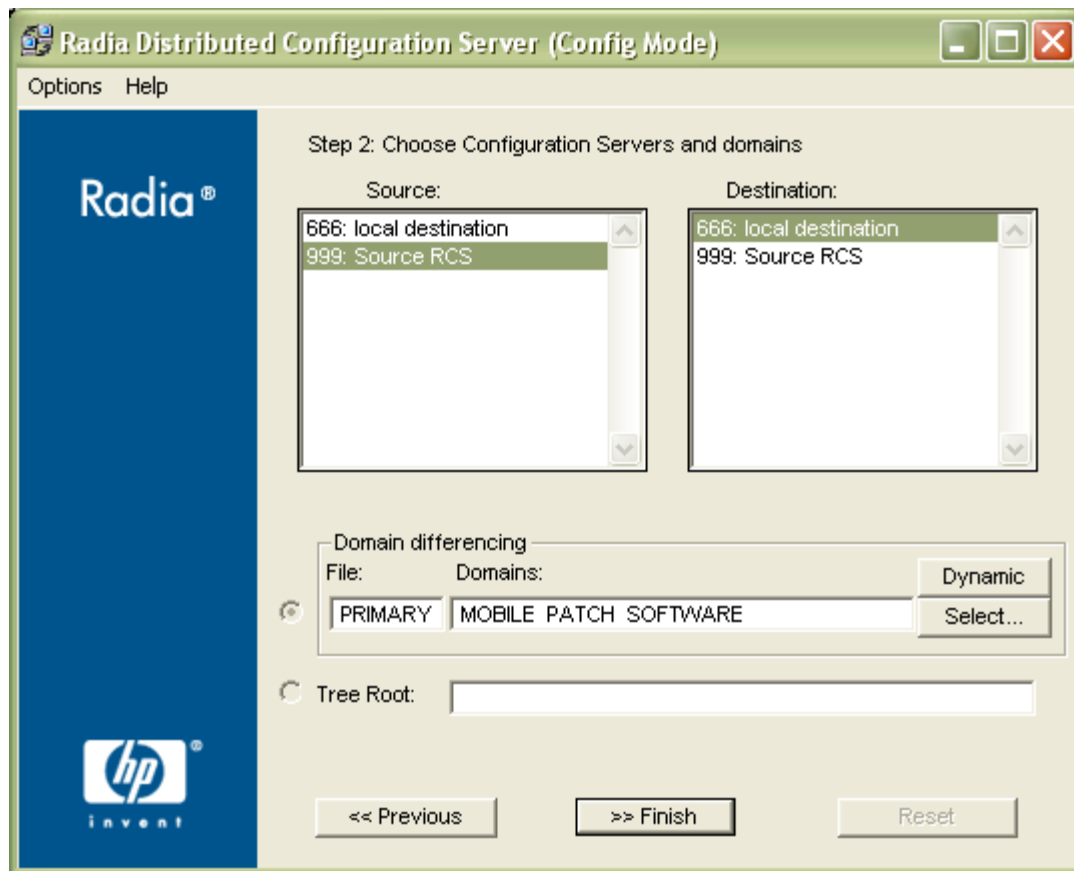 Radia Distributed Configuration Server (Config Mode)
Options Help
Step 2: Choose Configuration Servers and domains
Radia®
Source:
Destination:
666: local destination
999: Source RCS
666: local destination
999: Source RCS
Domain differencing
File: Domains:
Dynamic
PRIMARY MOBILE PATCH SOFTWARE
Select...
Tree Root:
hp®
invent
<< Previous >> Finish Reset